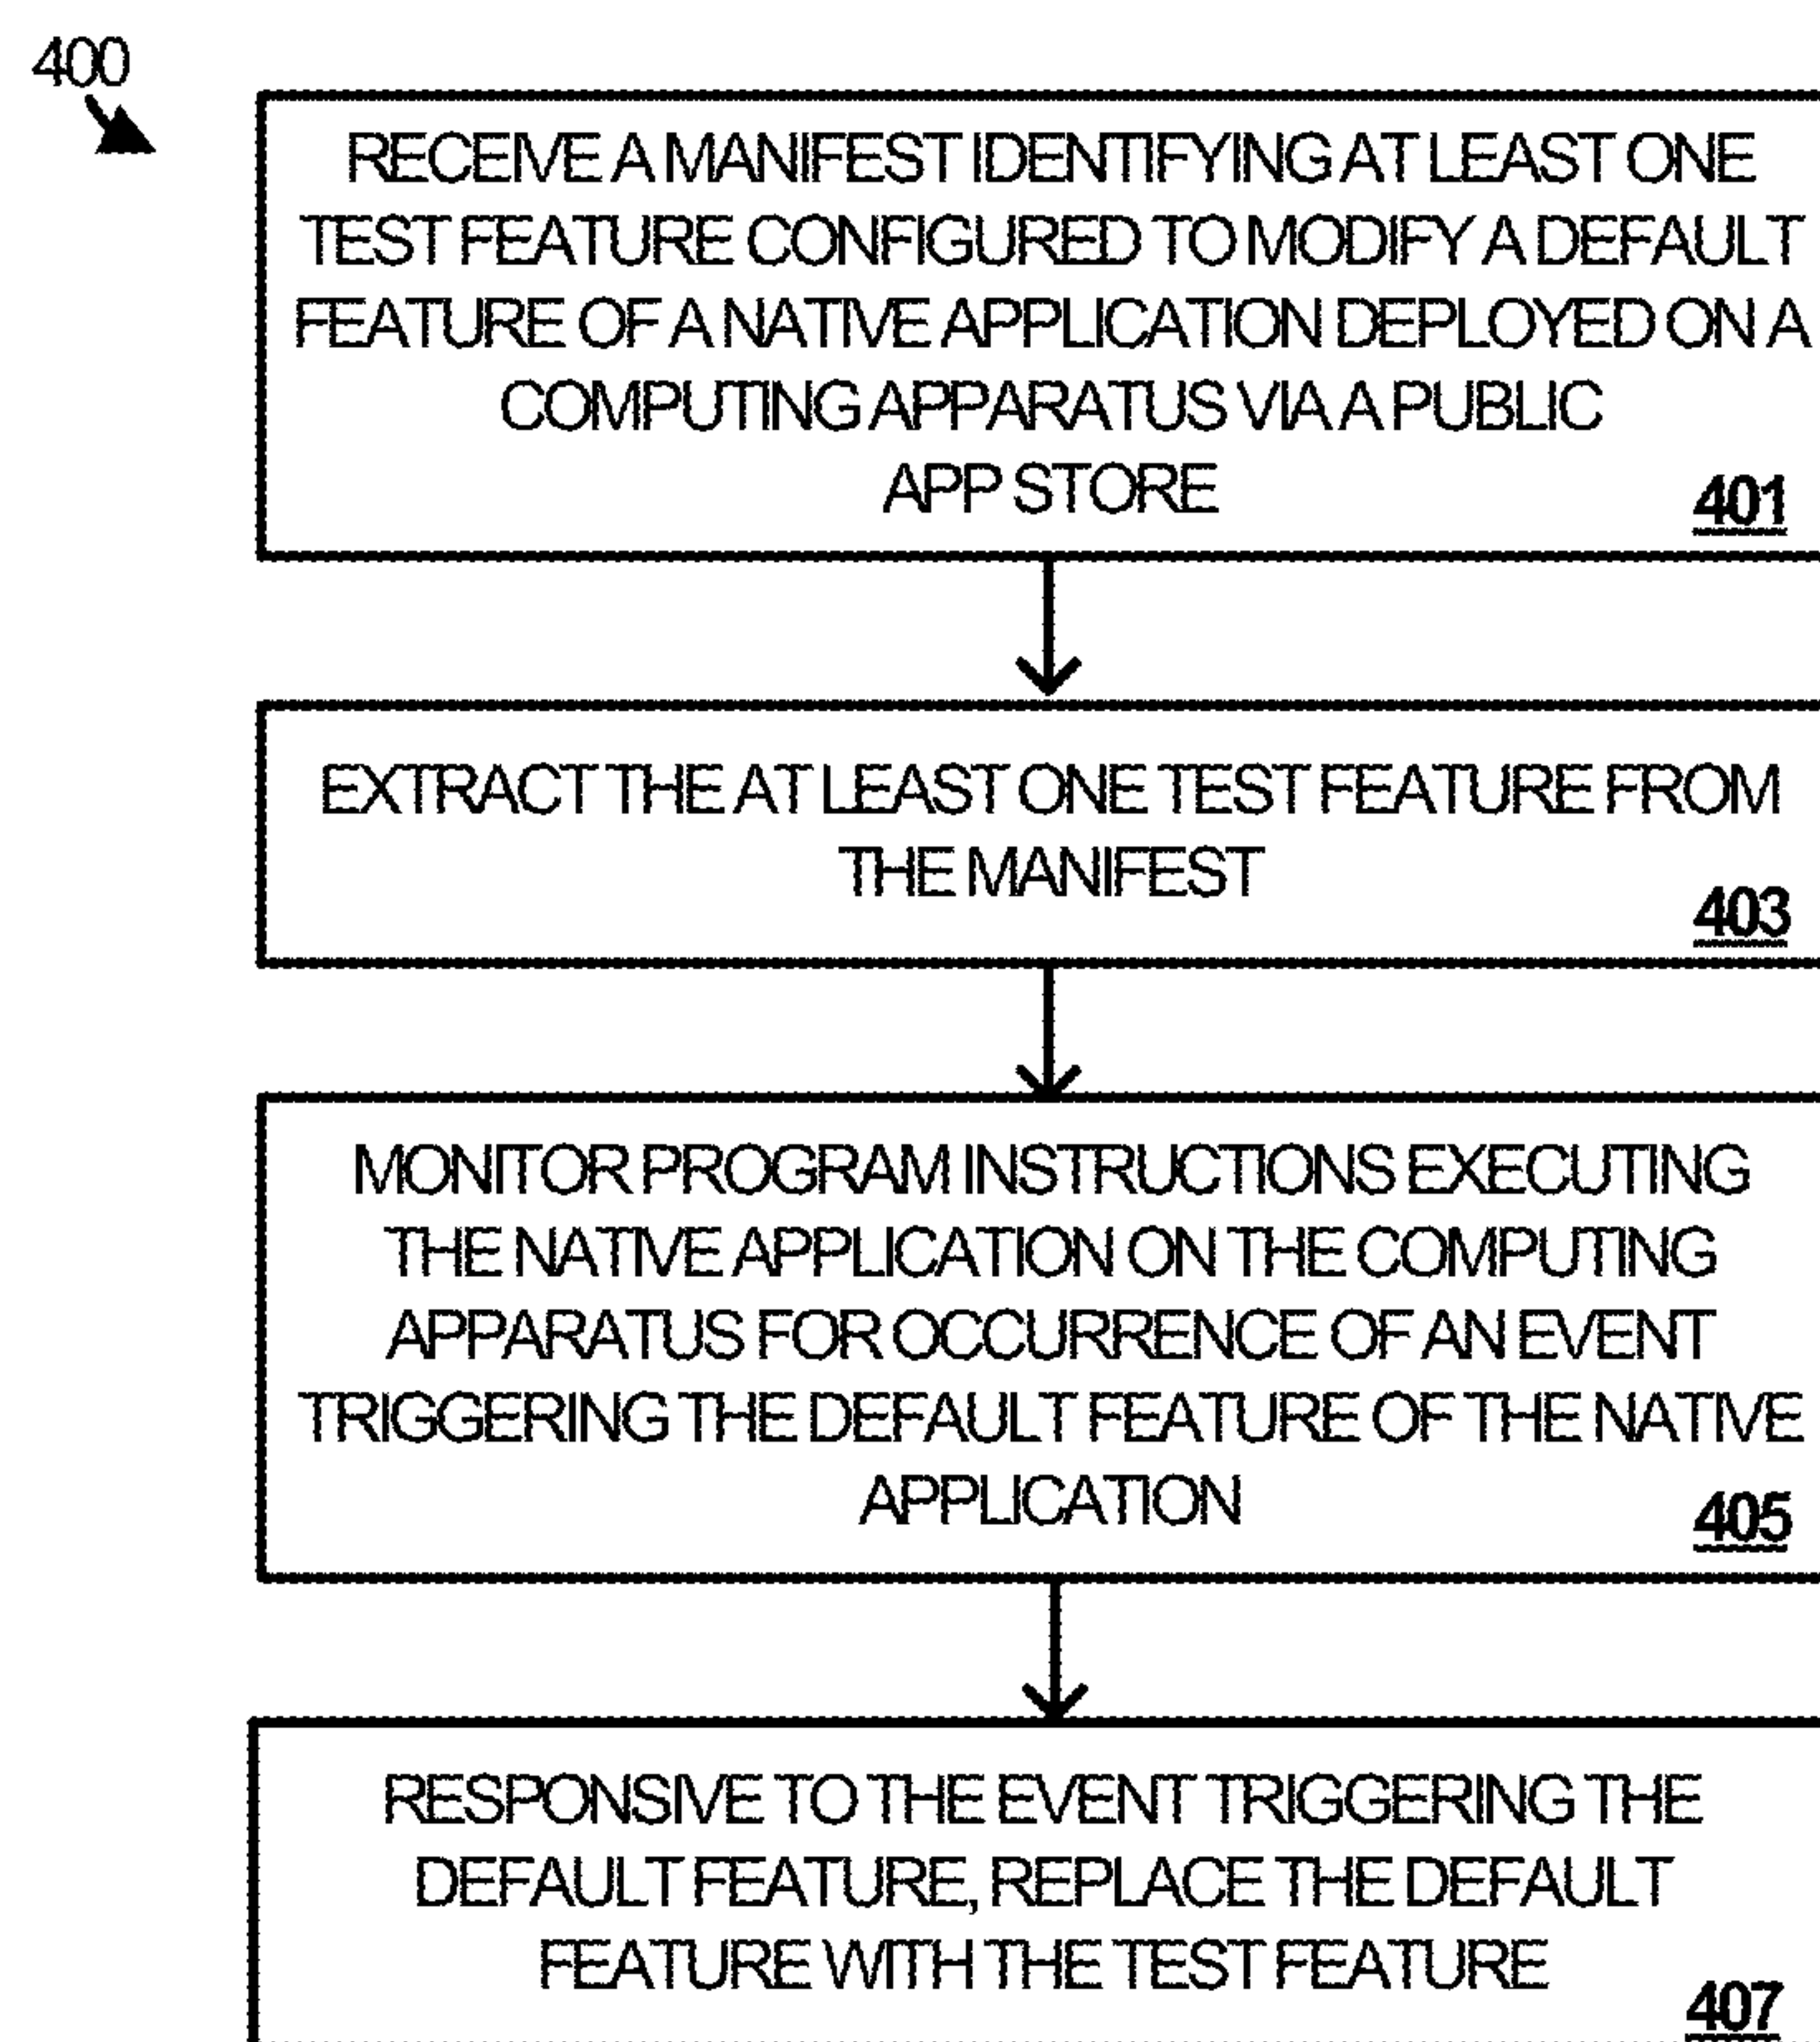 400
RECEIVE A MANIFEST IDENTIFYING AT LEAST ONE
TEST FEATURE CONFIGURED TO MODIFY A DEFAULT
FEATURE OF A NATIVE APPLICATION DEPLOYED ON A
COMPUTING APPARATUS VIA A PUBLIC
APP STORE
401
EXTRACT THE AT LEAST ONE TEST FEATURE FROM
THE MANIFEST
403
MONITOR PROGRAM INSTRUCTIONS EXECUTING
THE NATIVE APPLICATION ON THE COMPUTING
APPARATUS FOR OCCURRENCE OF AN EVENT
TRIGGERING THE DEFAULT FEATURE OF THE NATIVE
APPLICATION
405
RESPONSIVE TO THE EVENT TRIGGERING THE
DEFAULT FEATURE, REPLACE THE DEFAULT
FEATURE WITH THE TEST FEATURE
407